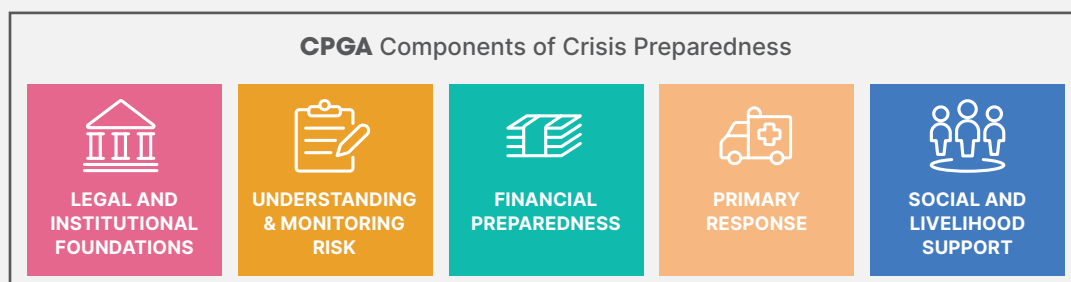 CPGA Components of Crisis Preparedness
LEGAL AND
INSTITUTIONAL
FOUNDATIONS
UNDERSTANDING
& MONITORING
RISK
FINANCIAL
PREPAREDNESS
PRIMARY
RESPONSE
SOCIAL AND
LIVELIHOOD
SUPPORT